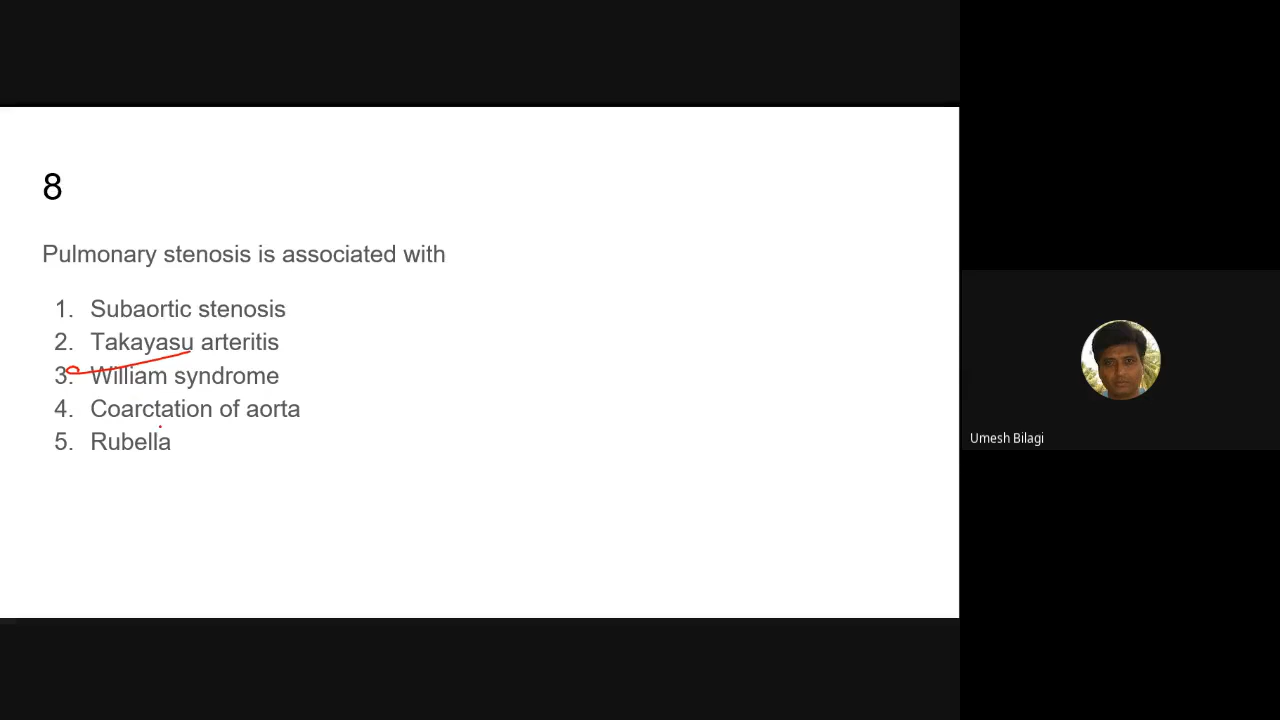 8
Pulmonary stenosis is associated with
1. Subaortic stenosis
2. Takayasu arteritis
3. William syndrome
4. Coarctation of aorta
5. Rubella
Umesh Bilagi